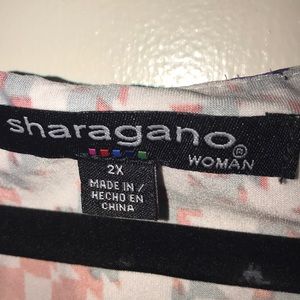 sharagano®
WOMAN
2X
MADE IN/
HECHO EN
CHINA